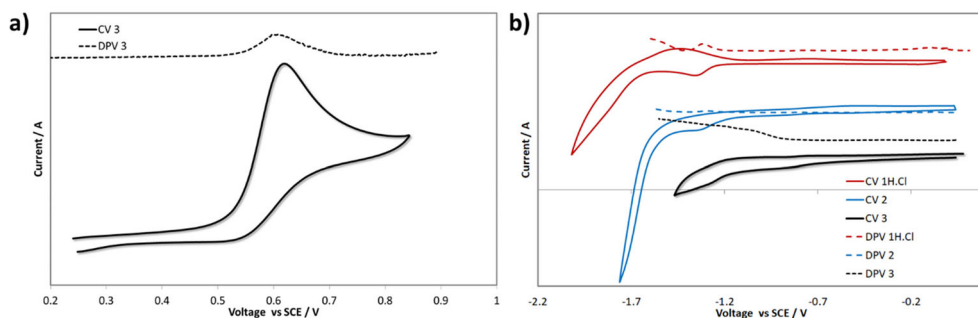 a)
CV 3
DPV 3
Current / A
0.2 0.3 0.4 0.5 0.6 0.7 0.8 0.9 1
Voltage vs SCE / V
b)
Current / A
CV 1H.Cl
CV 2
CV 3
DPV 1H.Cl
DPV 2
DPV 3
-2.2 -1.7 -1.2 -0.7 -0.2
Voltage vs SCE / V